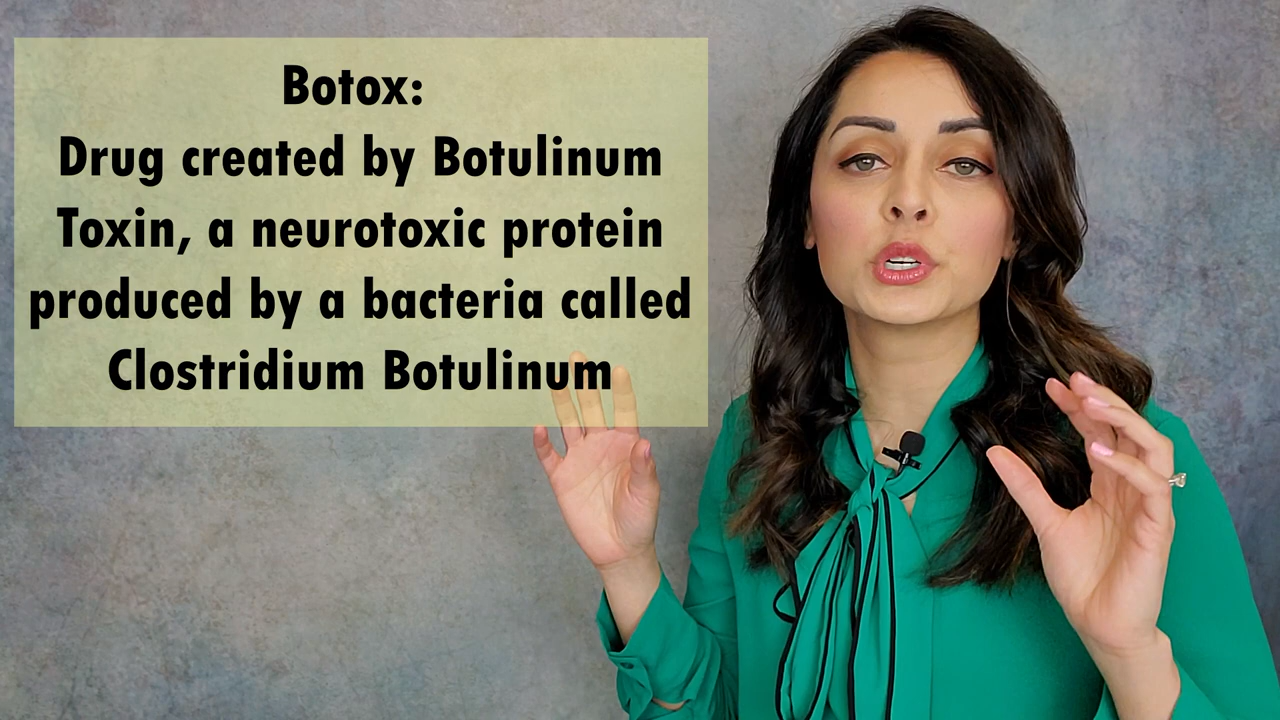 Botox:
Drug created by Botulinum
Toxin, a neurotoxic protein
produced by a bacteria called
Clostridium Botulinum